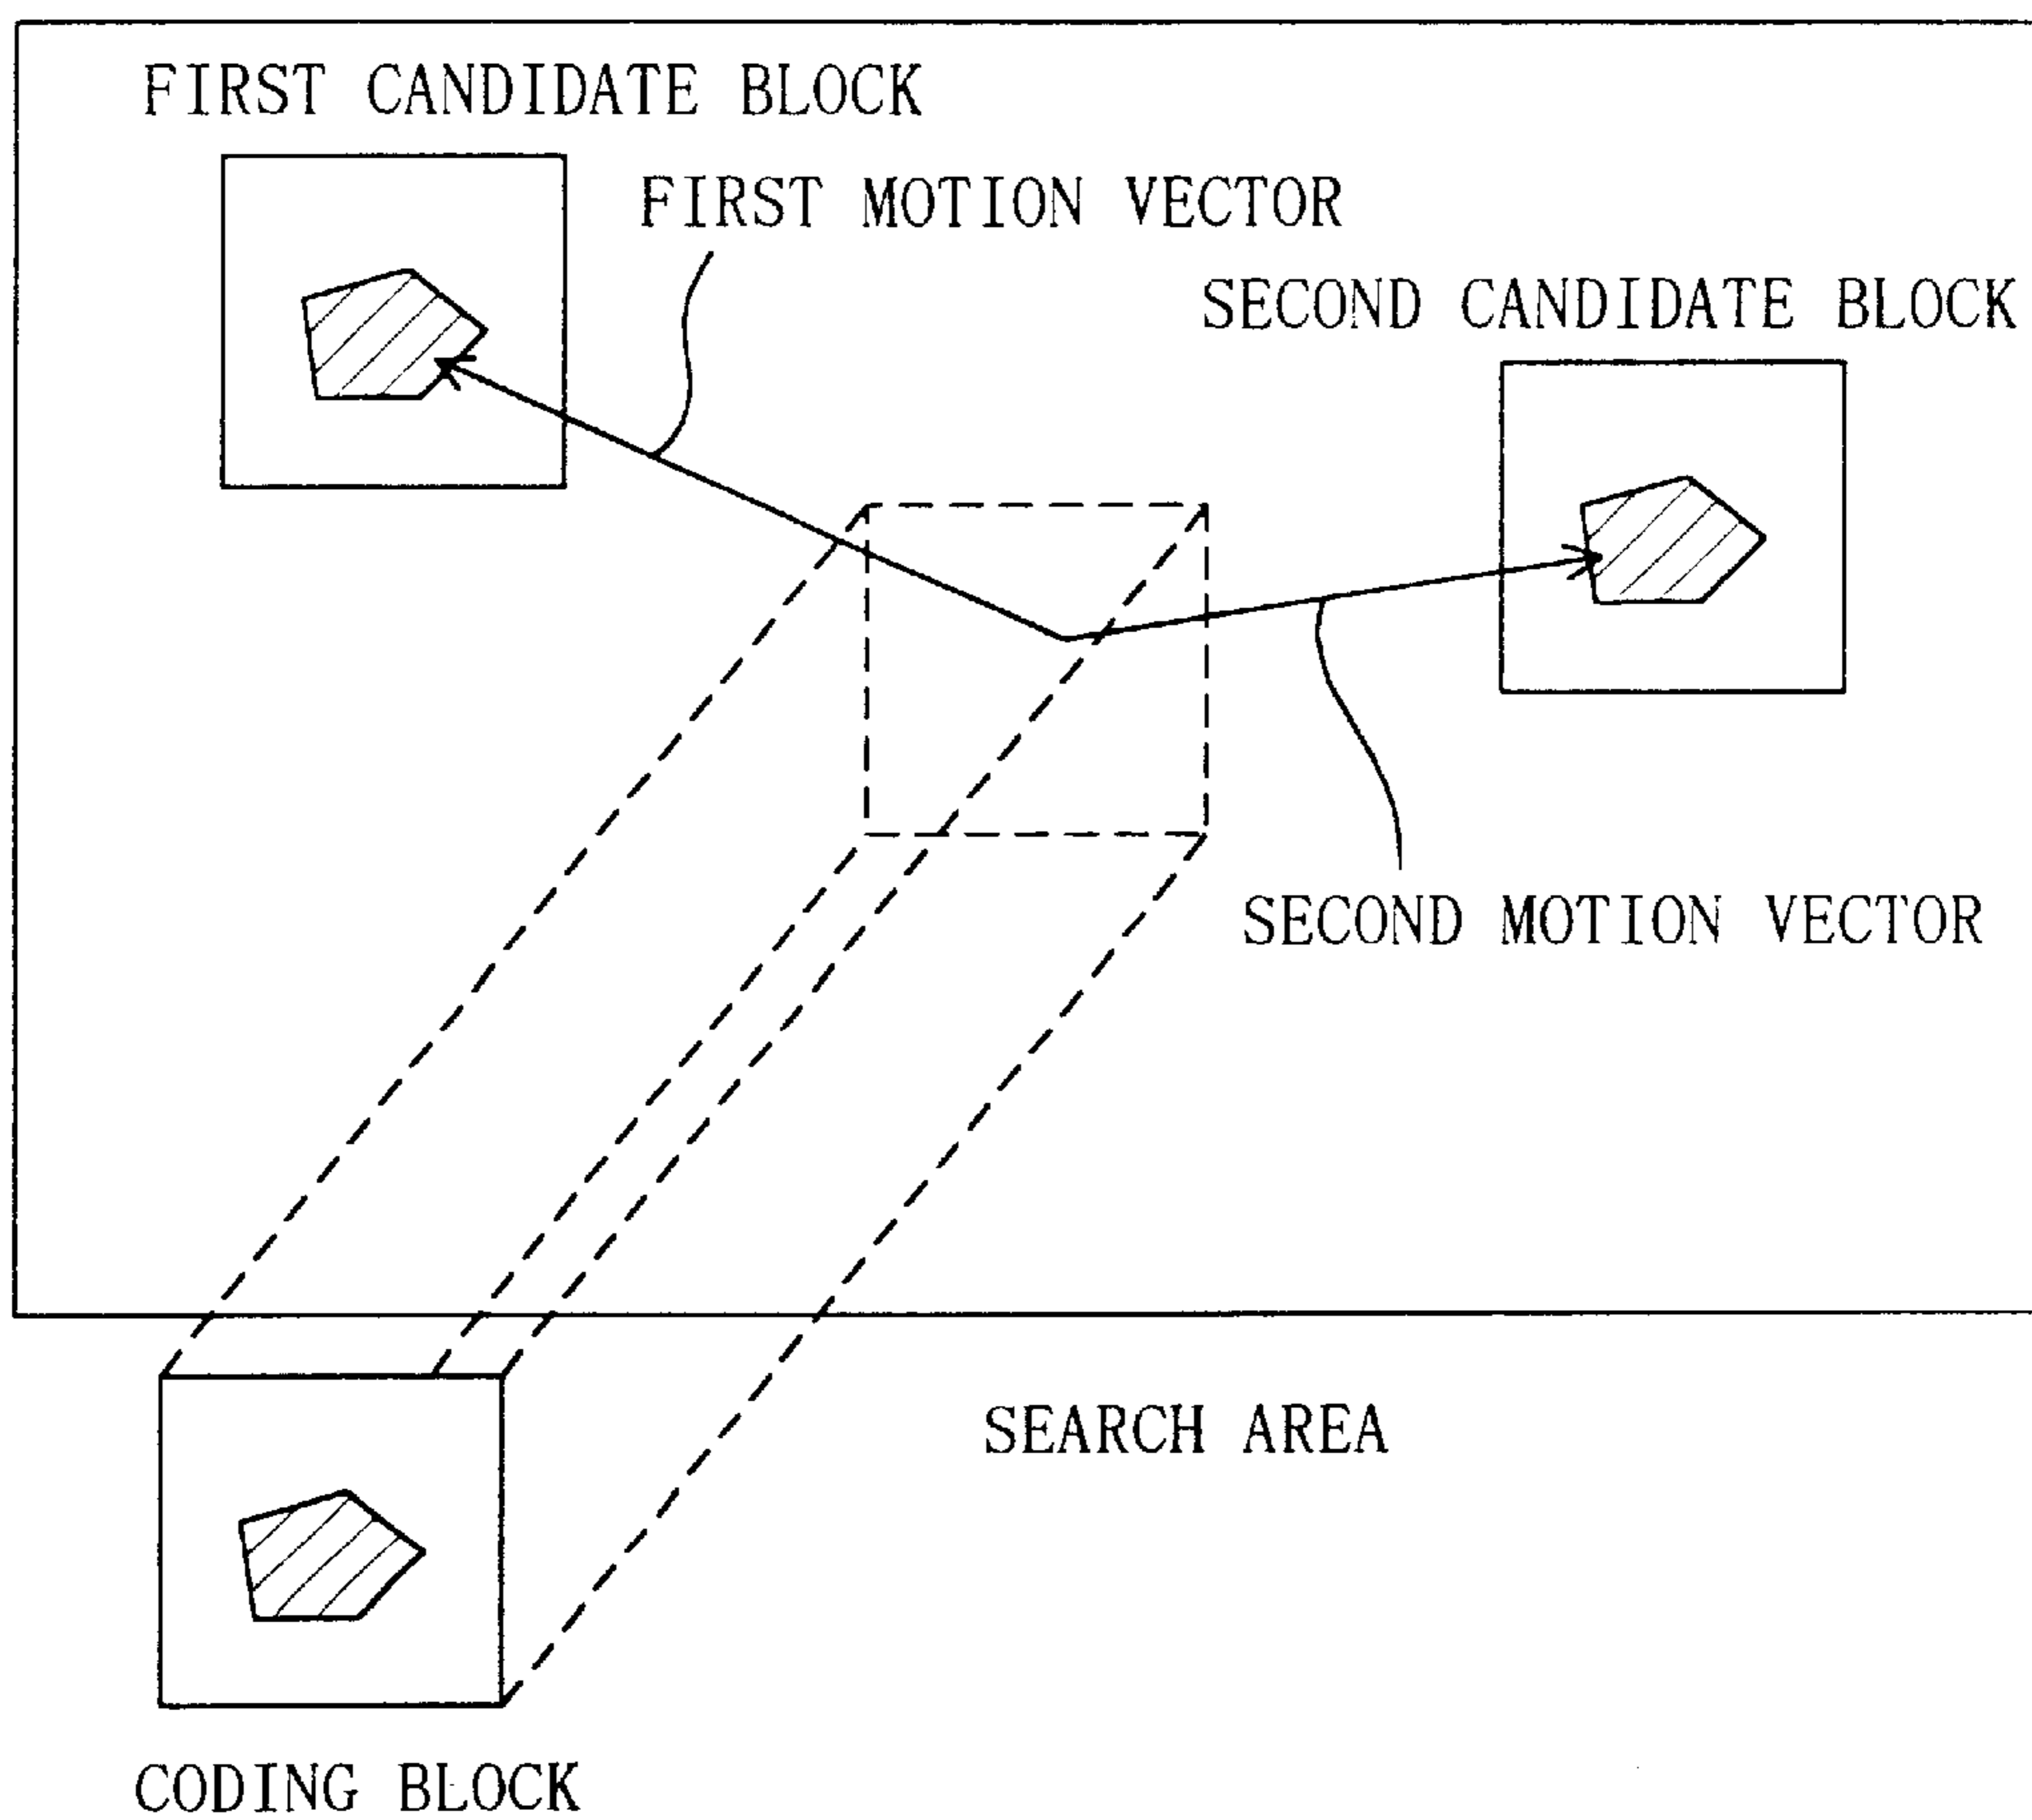 FIRST CANDIDATE BLOCK
FIRST MOTION VECTOR
SECOND CANDIDATE BLOCK
SECOND MOTION VECTOR
SEARCH AREA
CODING BLOCK